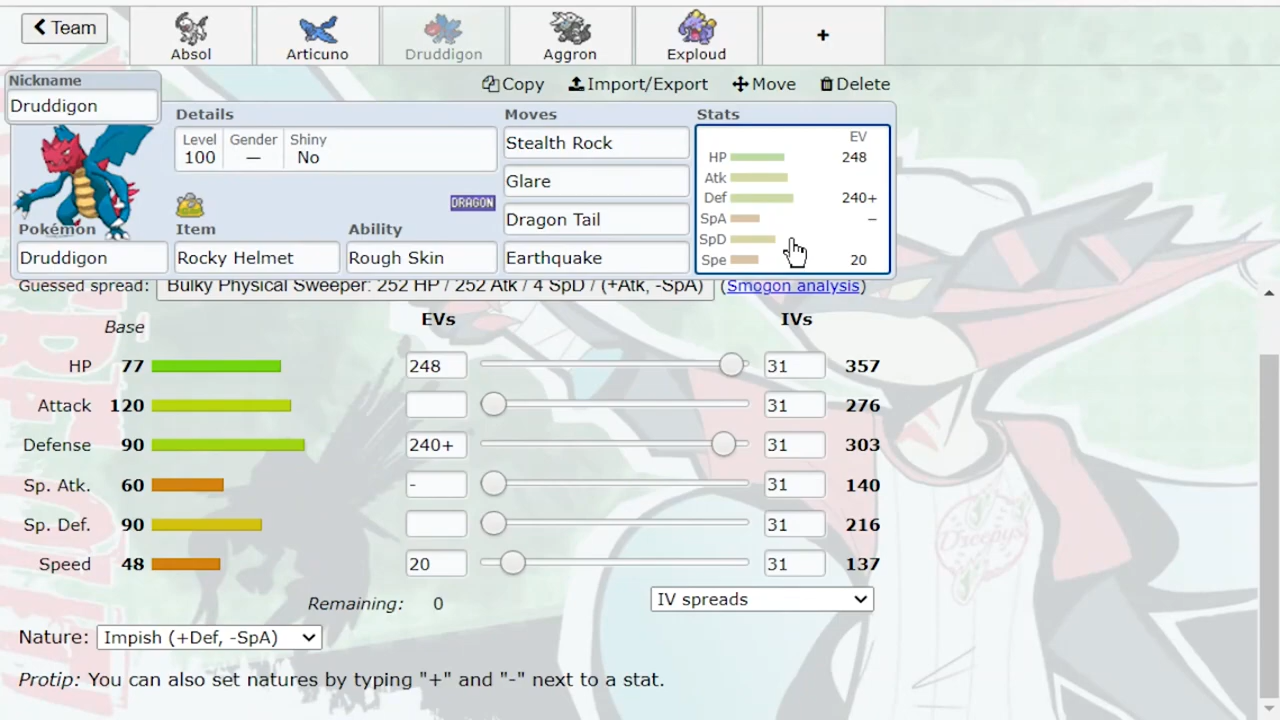 Team
Absol
Articuno
Druddigon
Aggron
Exploud
+
Nickname
Druddigon
Copy
Import/Export
Move
Delete
Details
Level
100
Gender
—
Shiny
No
Moves
Stealth Rock
Glare
Dragon Tail
Earthquake
Stats
EV
HP 248
Atk
Def 240+
SpA –
SpD
Spe 20
DRAGON
Pokémon
Druddigon
Item
Rocky Helmet
Ability
Rough Skin
Guessed spread: Bulky Physical Sweeper: 252 HP / 252 Atk / 4 SpD / (+Atk, -SpA) (Smogon analysis)
Base EVs IVs
HP 77 248 31 357
Attack 120 31 276
Defense 90 240+ 31 303
Sp. Atk. 60 - 31 140
Sp. Def. 90 31 216
Speed 48 20 31 137
Remaining: 0
IV spreads
Nature: Impish (+Def, -SpA)
Protip: You can also set natures by typing "+" and "-" next to a stat.